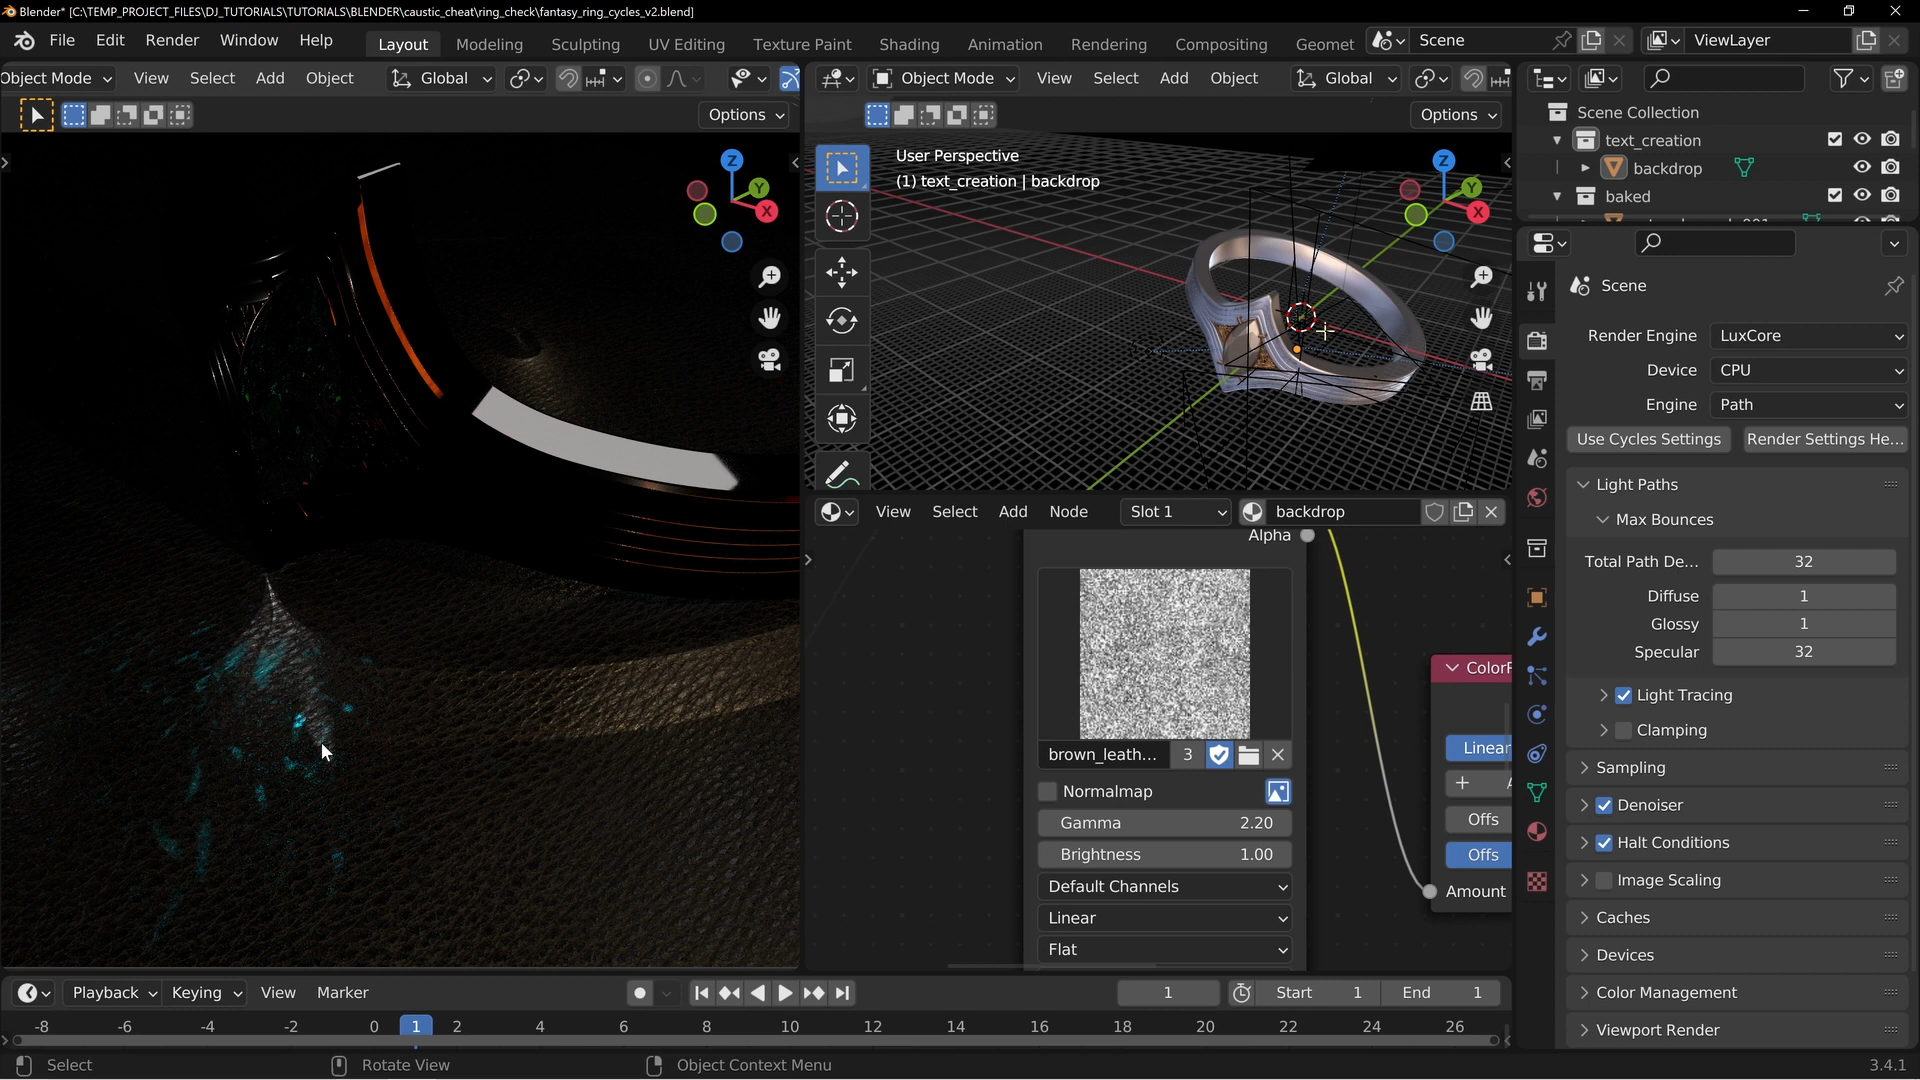 Blender* [C:\TEMP_PROJECT_FILES\DJ_TUTORIALS\TUTORIALS\BLENDER\caustic_cheat\ring_check\fantasy_ring_cycles_v2.blend]
File Edit Render Window Help Layout Modeling Sculpting UV Editing Texture Paint Shading Animation Rendering Compositing Geomet Scene ViewLayer
Object Mode View Select Add Object Global
Options
Object Mode View Select Add Object Global
Options
User Perspective
(1) text_creation | backdrop
Z
Y
X
Z
Y
X
Scene Collection
text_creation
backdrop
baked
Scene
Render Engine LuxCore
Device CPU
Engine Path
Use Cycles Settings Render Settings He...
Light Paths
Max Bounces
Total Path De... 32
Diffuse 1
Glossy 1
Specular 32
Light Tracing
Clamping
Sampling
Denoiser
Halt Conditions
Image Scaling
Caches
Devices
Color Management
Viewport Render
View Select Add Node Slot 1 backdrop
Alpha
brown_leath... 3
Normalmap
Gamma 2.20
Brightness 1.00
Default Channels
Linear
Flat
ColorR
Linear
Offs
Offs
Amount
Playback Keying View Marker 1 Start 1 End 1
-8 -6 -4 -2 0 1 2 4 6 8 10 12 14 16 18 20 22 24 26
Select Rotate View Object Context Menu 3.4.1